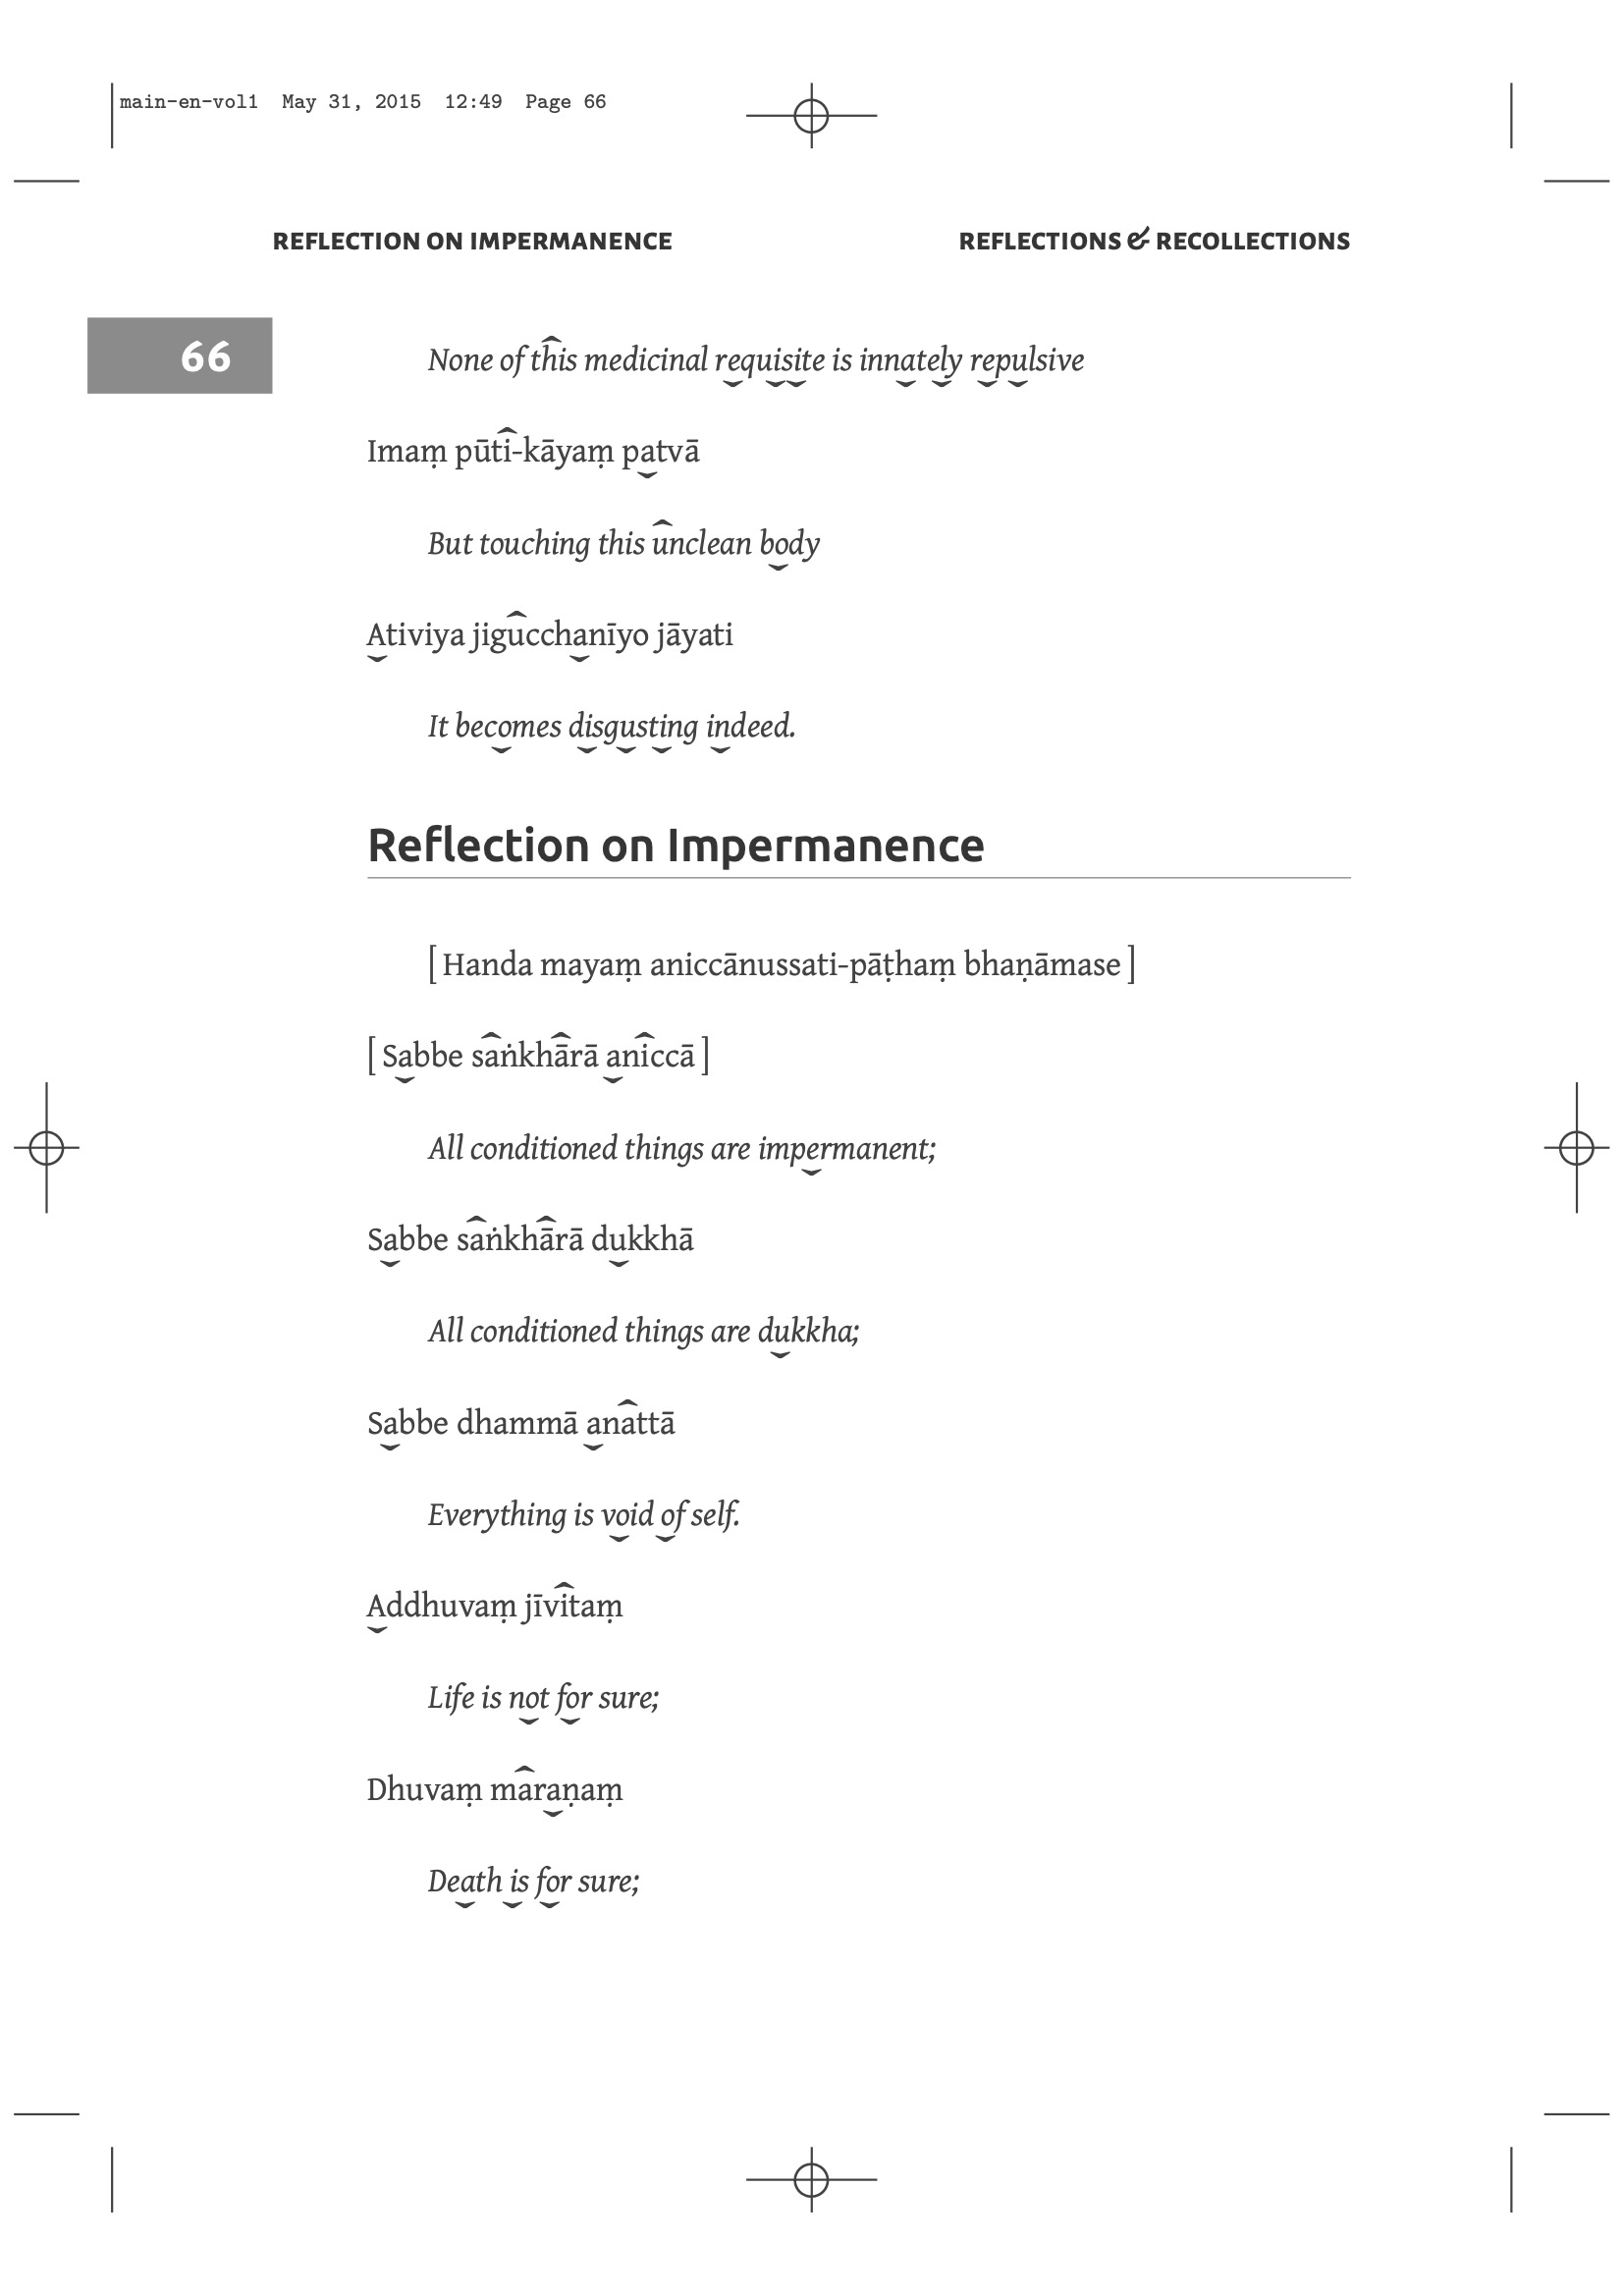 main-en-vol1 May 31, 2015 12:49 Page 66
REFLECTION ON IMPERMANENCE REFLECTIONS & RECOLLECTIONS
66
None of this medicinal requisite is innately repulsive
Imaṃ pūti-kāyaṃ patvā
But touching this unclean body
Ativiya jigucchanīyo jāyati
It becomes disgusting indeed.
Reflection on Impermanence
[ Handa mayaṃ aniccānussati-pāṭhaṃ bhaṇāmase ]
[ Sabbe saṅkhārā aniccā ]
All conditioned things are impermanent;
Sabbe saṅkhārā dukkhā
All conditioned things are dukkha;
Sabbe dhammā anattā
Everything is void of self.
Addhuvaṃ jīvitaṃ
Life is not for sure;
Dhuvaṃ maraṇaṃ
Death is for sure;